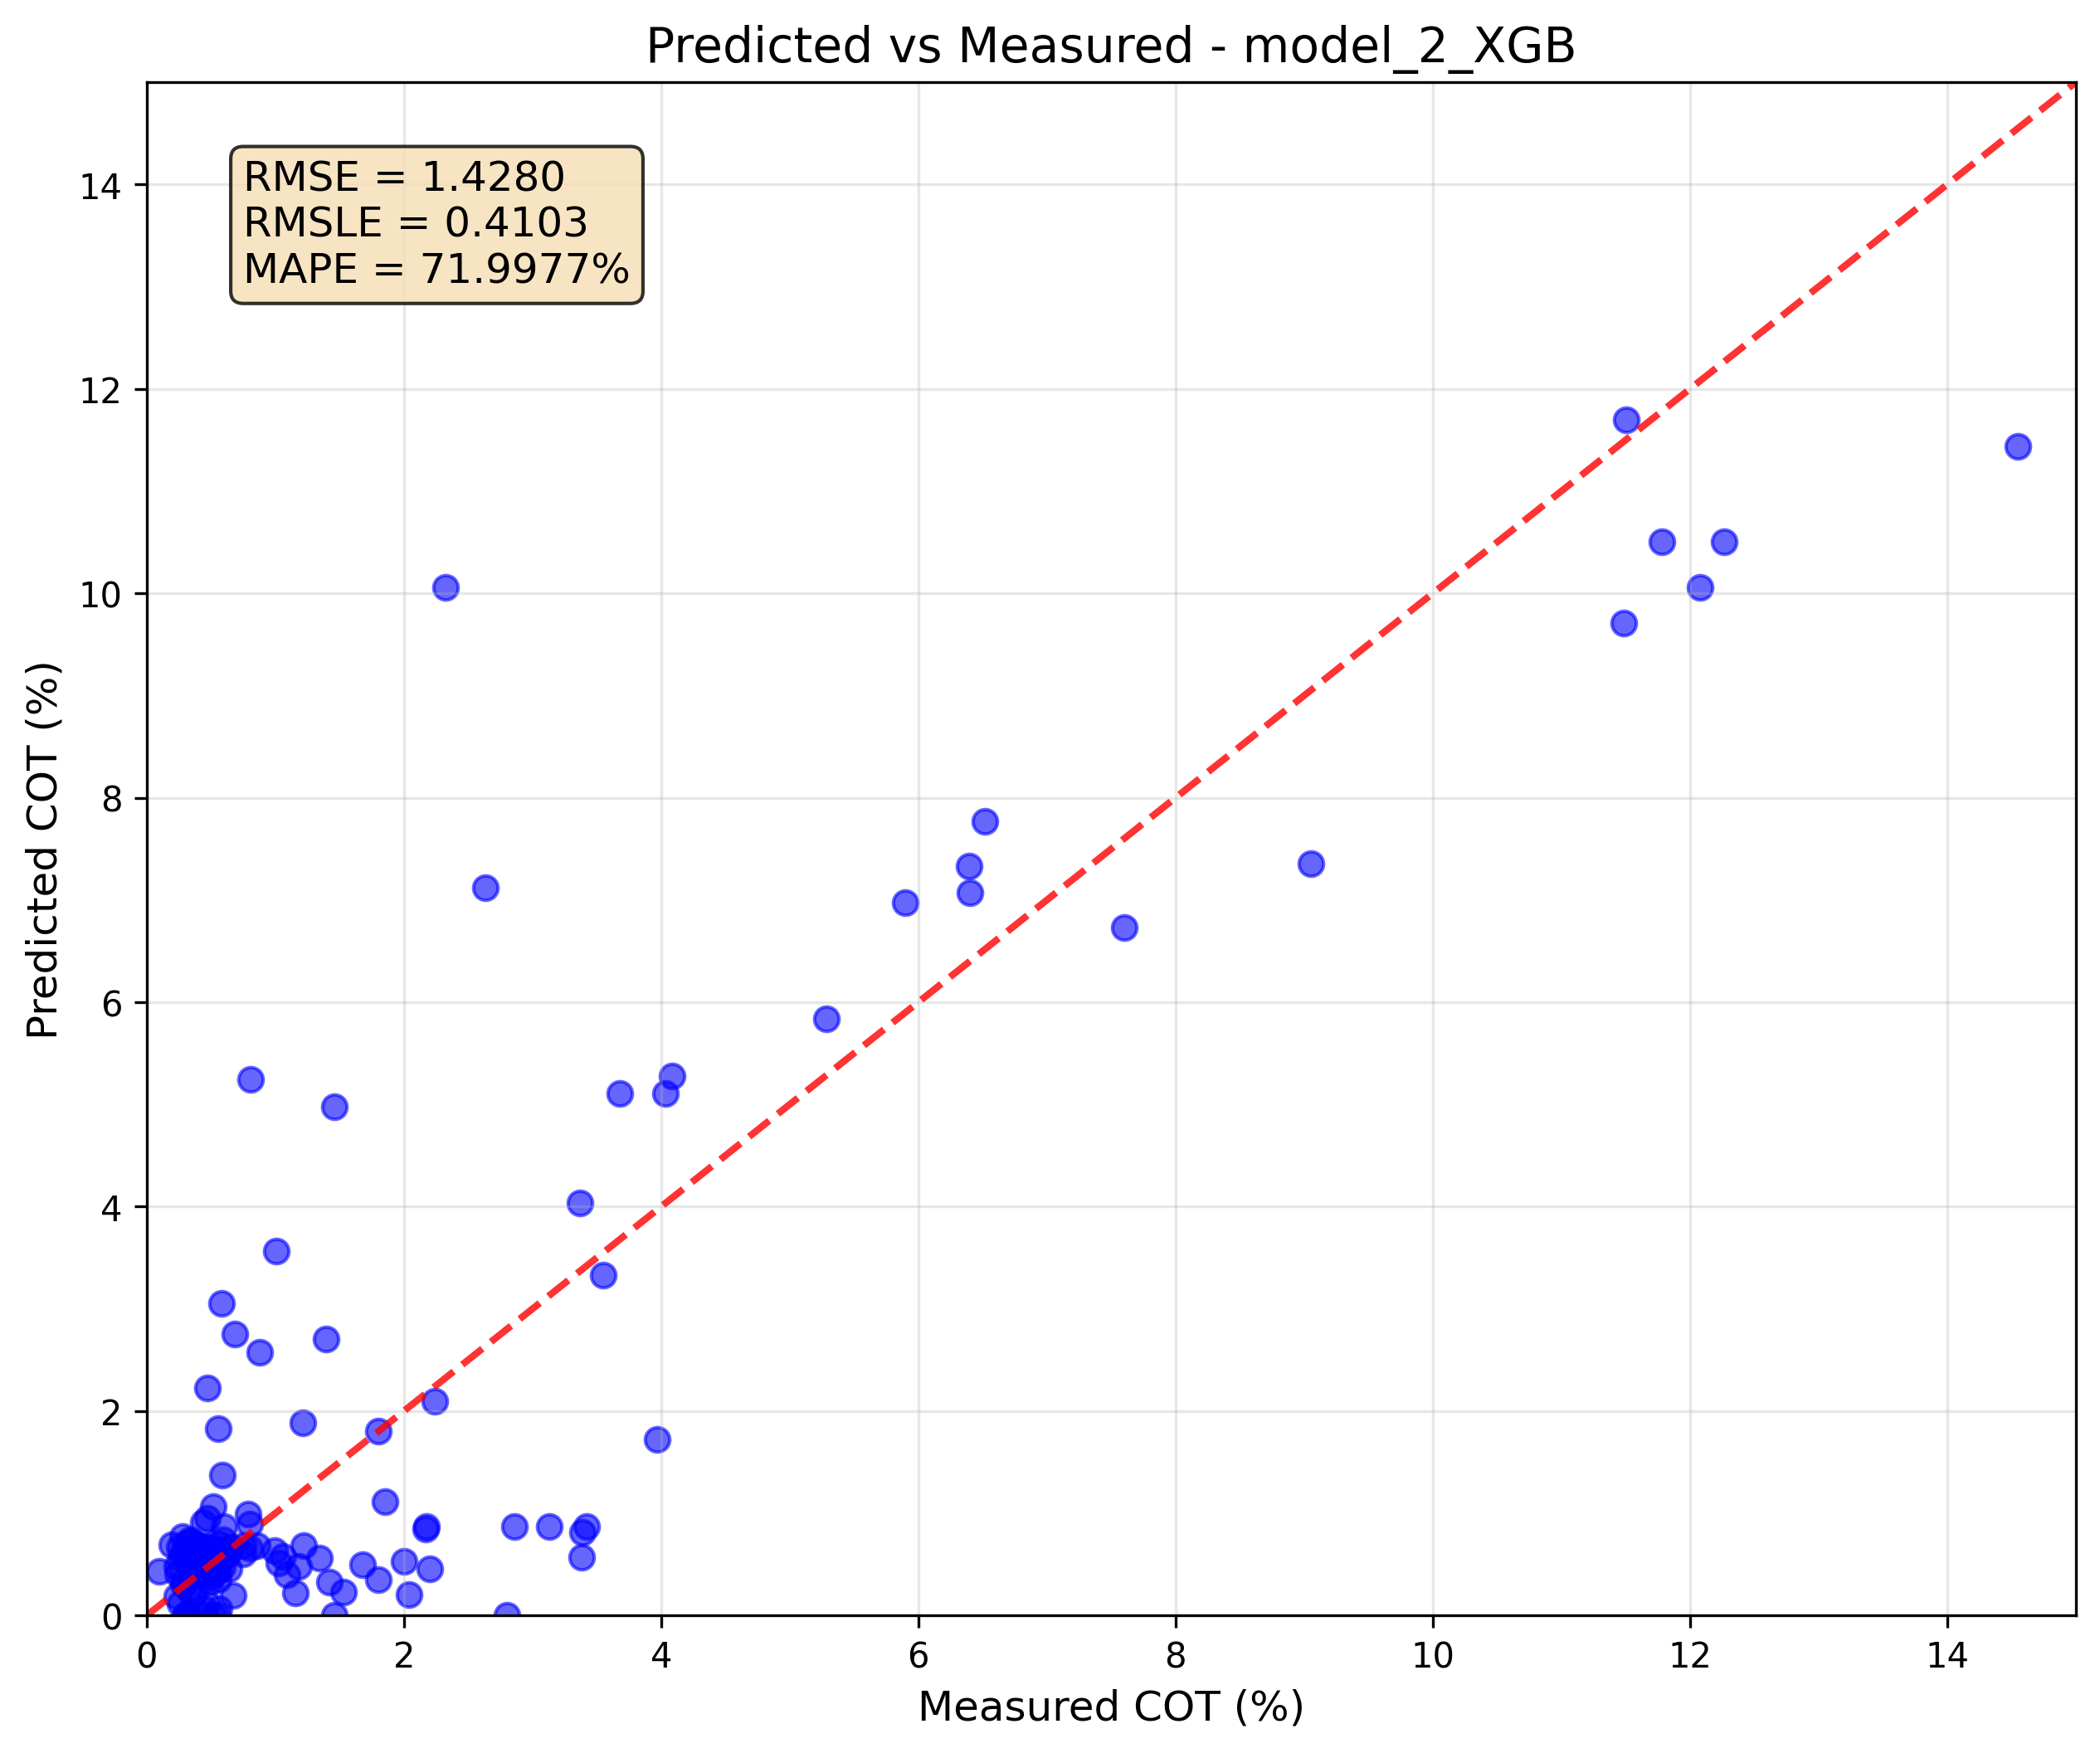 Predicted vs Measured - model_2_XGB
RMSE = 1.4280
RMSLE = 0.4103
MAPE = 71.9977%
Predicted COT (%)
14
12
10
8
6
4
2
0
0 2 4 6 8 10 12 14
Measured COT (%)